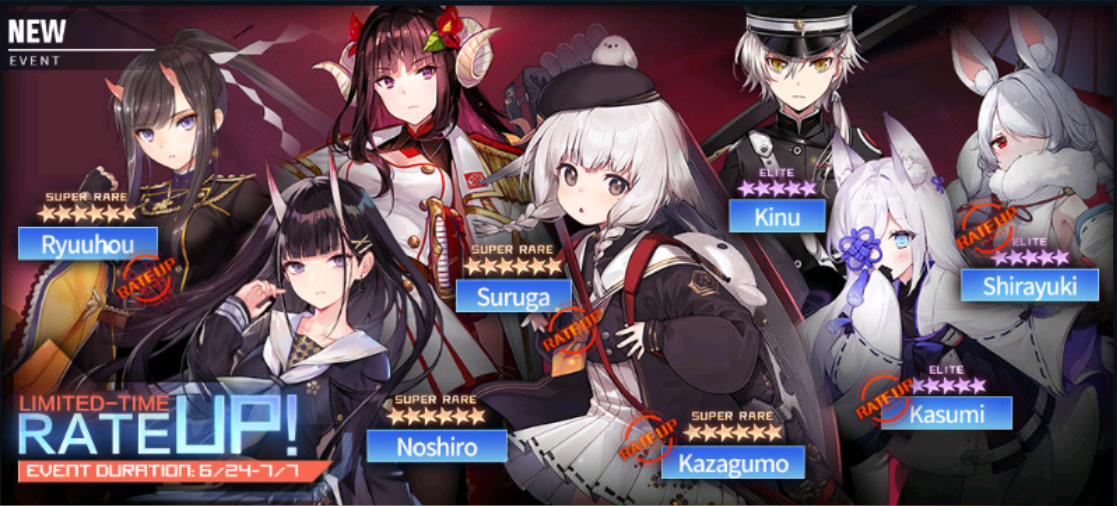 NEW
EVENT
SUPER RARE
Ryuuhou
RATE UP
SUPER RARE
Suruga
RATE UP
ELITE
Kinu
RATE UP
ELITE
Shirayuki
LIMITED-TIME
RATE UP!
EVENT DURATION: 6/24-7/7
SUPER RARE
Noshiro
RATE UP
SUPER RARE
Kazagumo
RATE UP
ELITE
Kasumi